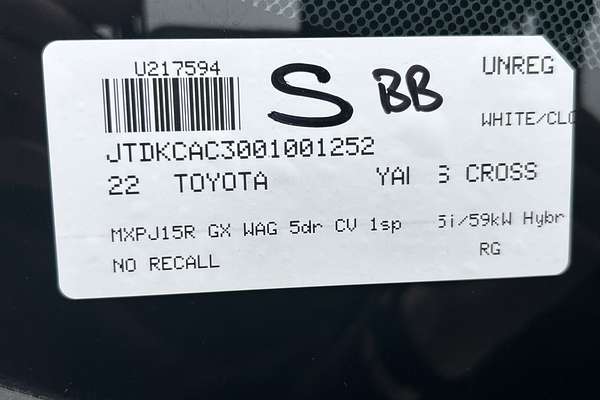 U217594
S BB
UNREG
WHITE/CLO
JTDKCAC3001001252
22 TOYOTA YAI S CROSS
MXPJ15R GX WAG 5dr CV 1sp 5i/59kW Hybr
NO RECALL
RG